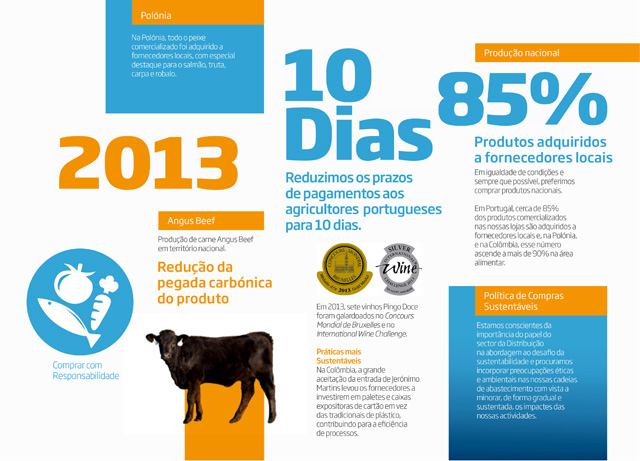 Polónia
Na Polónia, todo o peixe
comercializado foi adquirido a
fornecedores locais, com especial
destaque para o salmão, truta,
carpa e robalo.
2013
Angus Beef
Produção de carne Angus Beef
em território nacional.
Redução da
pegada carbónica
do produto
Comprar com
Responsabilidade
10
Dias
Reduzimos os prazos
de pagamentos aos
agricultores portugueses
para 10 dias.
2013
SILVER
Wine
Em 2013, sete vinhos Pingo Doce
foram galardoados no Concours
Mondial de Bruxelles e no
International Wine Challenge.
Práticas mais
Sustentáveis
Na Colômbia, a grande
aceitação da entrada de Jerónimo
Martins levou os fornecedores a
investirem em paletes e caixas
expositoras de cartão em vez
das tradicionais de plástico,
contribuindo para a eficiência
de processos.
Produção nacional
85%
Produtos adquiridos
a fornecedores locais
Em igualdade de condições e
sempre que possível, preferimos
comprar produtos nacionais.
Em Portugal, cerca de 85%
dos produtos comercializados
nas nossas lojas são adquiridos a
fornecedores locais e, na Polónia,
e na Colômbia, esse número
ascende a mais de 90% na área
alimentar.
Política de Compras
Sustentáveis
Estamos conscientes da
importância do papel do
sector da Distribuição
na abordagem ao desafio da
sustentabilidade e procuramos
incorporar preocupações éticas
e ambientais nas nossas cadeias
de abastecimento com vista a
minorar, de forma gradual e
sustentada, os impactes das
nossas actividades.